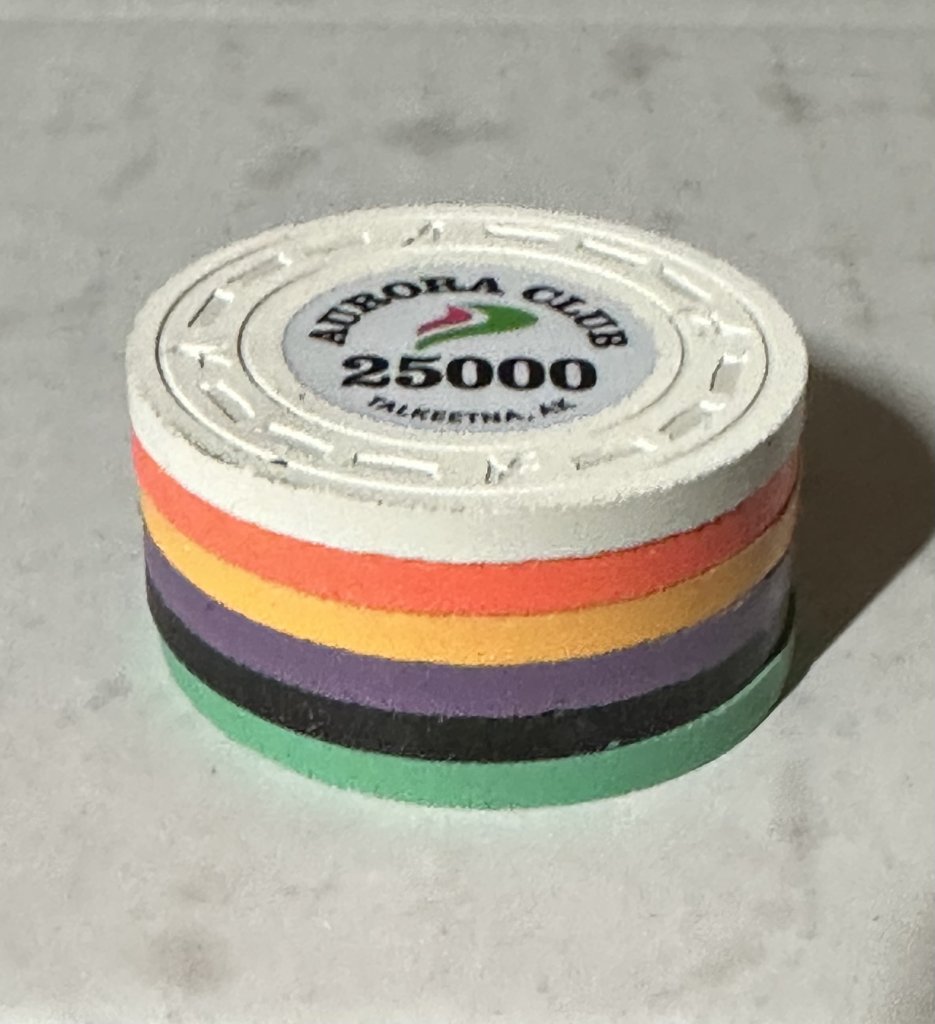 AURORA CLUB
25000
TALKEETNA, AK